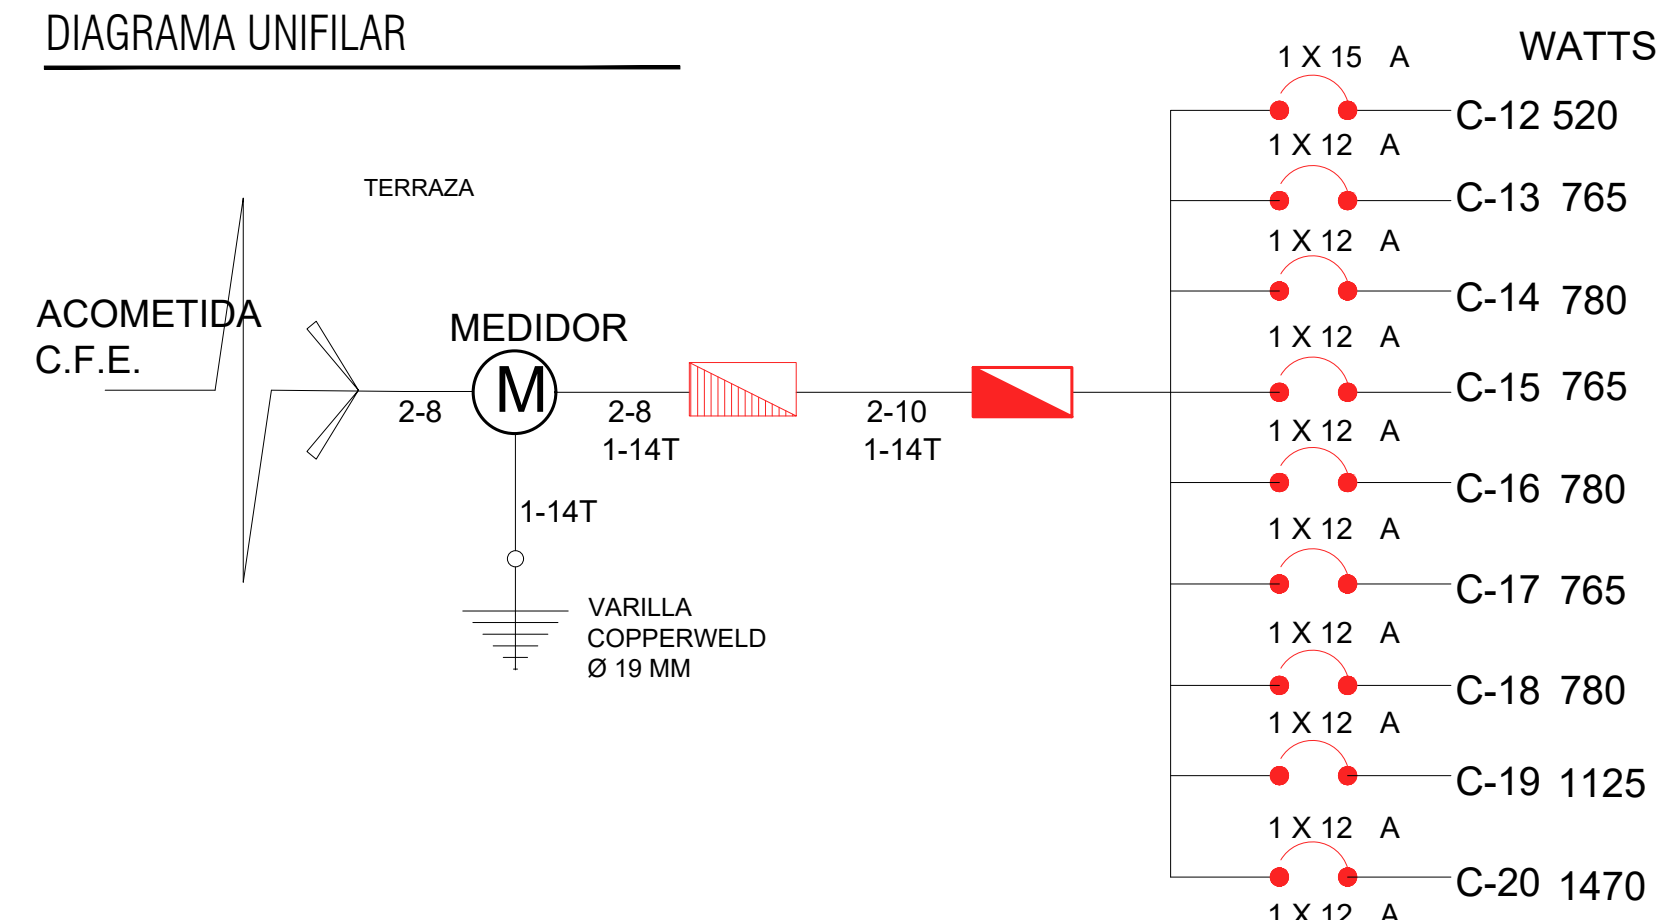 DIAGRAMA UNIFILAR
WATTS
1 X 15 A
C-12 520
1 X 12 A
TERRAZA
C-13 765
1 X 12 A
C-14 780
ACOMETIDA
C.F.E.
MEDIDOR
M
2-8
2-8
1-14T
2-10
1-14T
1 X 12 A
C-15 765
1 X 12 A
C-16 780
1-14T
1 X 12 A
C-17 765
VARILLA
COPPERWELD
Ø 19 MM
1 X 12 A
C-18 780
1 X 12 A
C-19 1125
1 X 12 A
C-20 1470
1 X 12 A